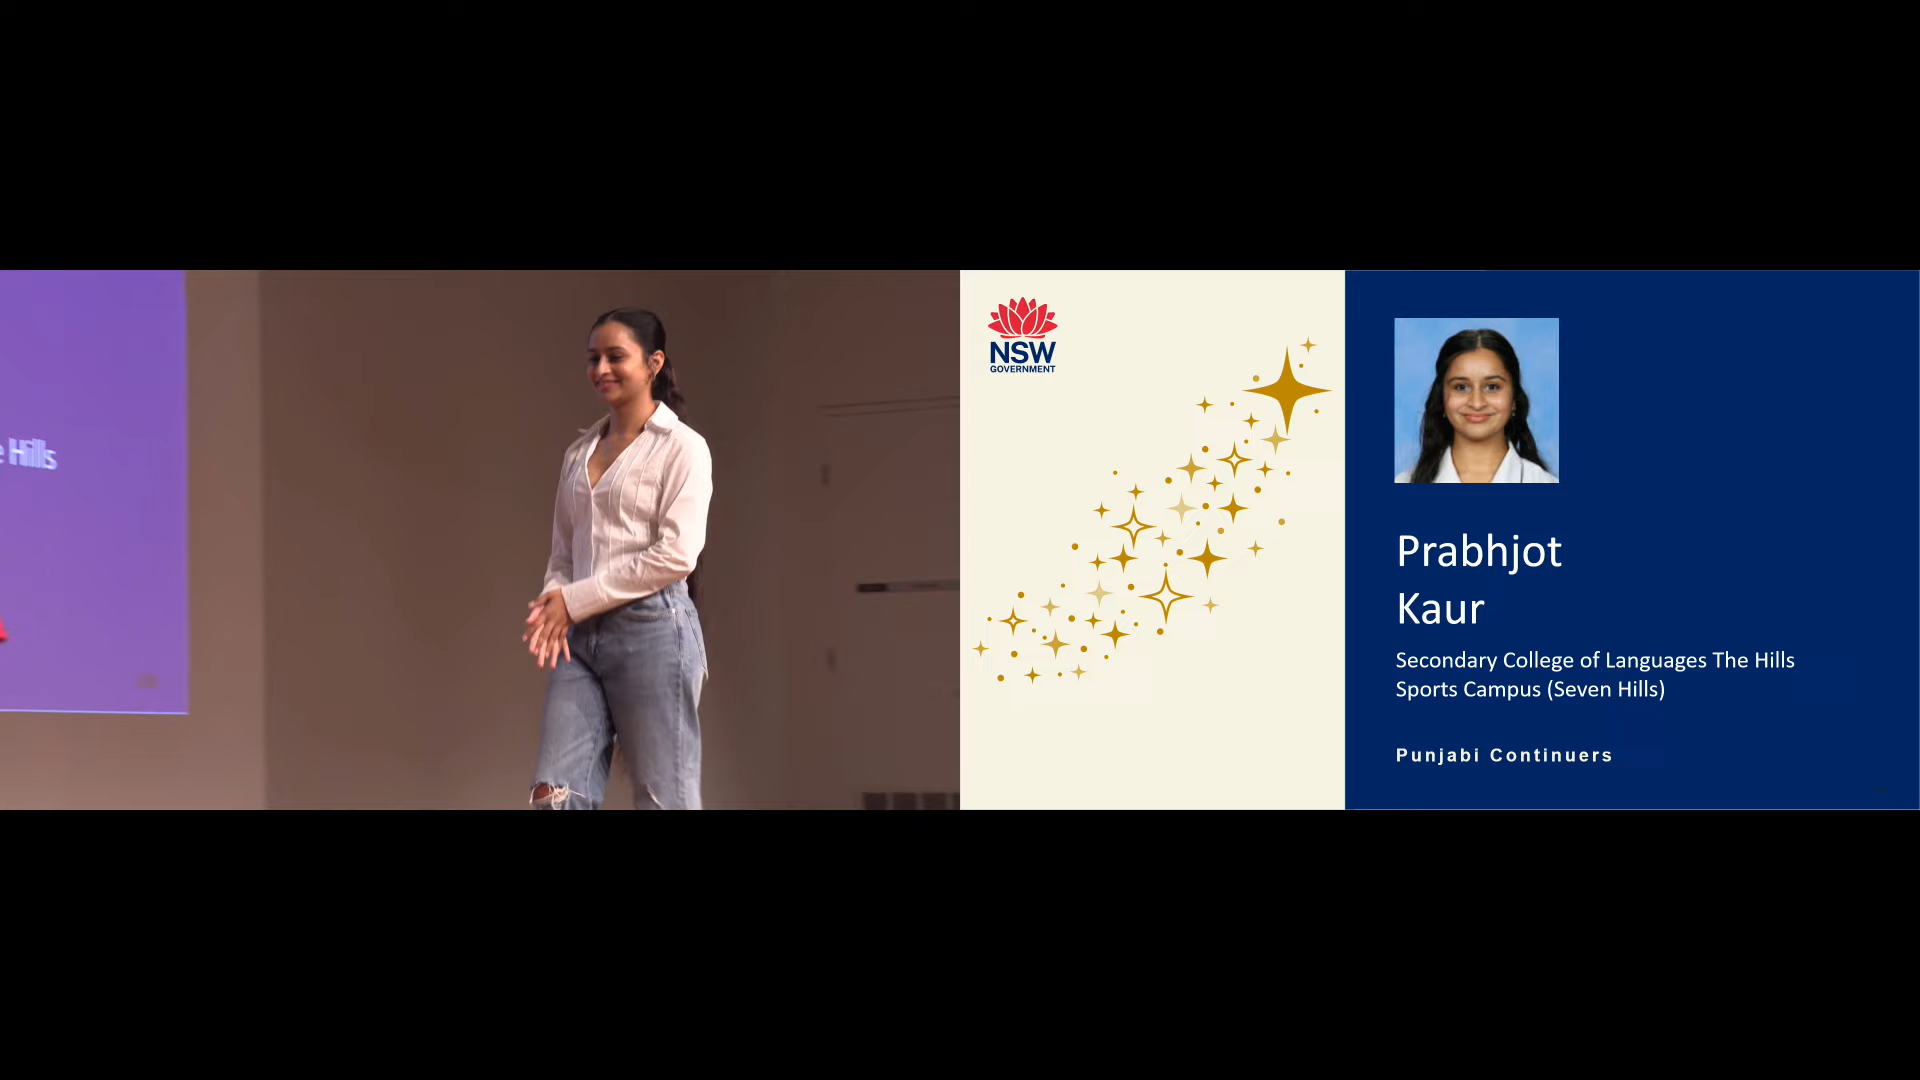 Hills
NSW
GOVERNMENT
Prabhjot
Kaur
Secondary College of Languages The Hills
Sports Campus (Seven Hills)
Punjabi Continuers